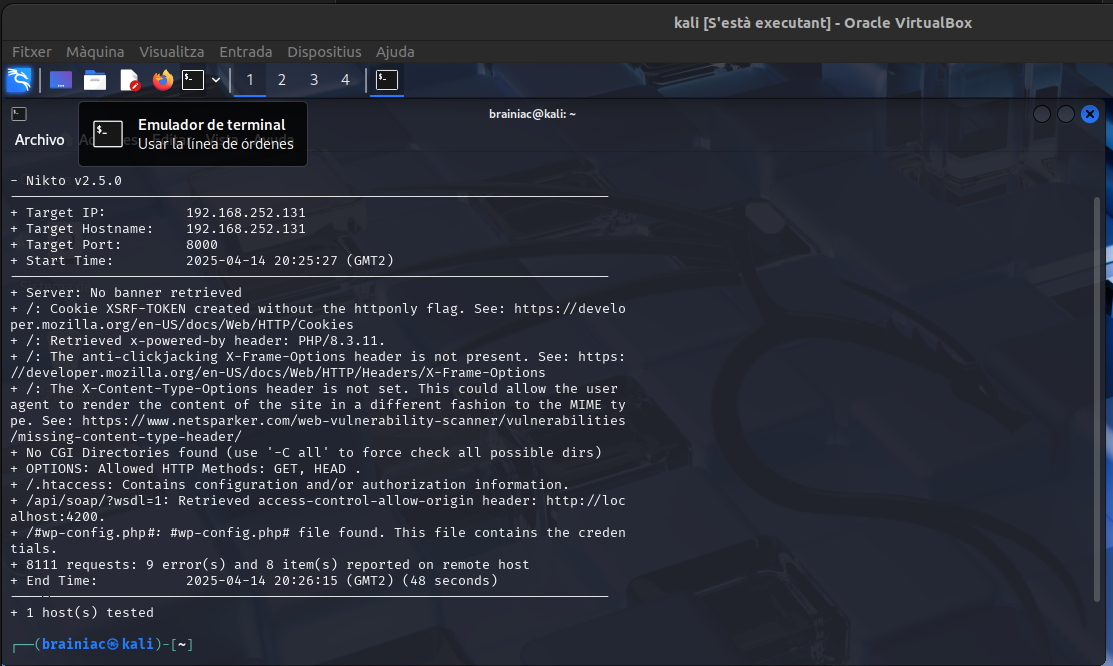 kali [S'està executant] - Oracle VirtualBox
Fitxer Màquina Visualitza Entrada Dispositius Ajuda
1 2 3 4
brainiac@kali: ~
Emulador de terminal
Archivo
Usar la línea de órdenes
- Nikto v2.5.0
+ Target IP: 192.168.252.131
+ Target Hostname: 192.168.252.131
+ Target Port: 8000
+ Start Time: 2025-04-14 20:25:27 (GMT2)
+ Server: No banner retrieved
+ /: Cookie XSRF-TOKEN created without the httponly flag. See: https://develo
per.mozilla.org/en-US/docs/Web/HTTP/Cookies
+ /: Retrieved x-powered-by header: PHP/8.3.11.
+ /: The anti-clickjacking X-Frame-Options header is not present. See: https:
//developer.mozilla.org/en-US/docs/Web/HTTP/Headers/X-Frame-Options
+ /: The X-Content-Type-Options header is not set. This could allow the user
agent to render the content of the site in a different fashion to the MIME ty
pe. See: https://www.netsparker.com/web-vulnerability-scanner/vulnerabilities
/missing-content-type-header/
+ No CGI Directories found (use '-C all' to force check all possible dirs)
+ OPTIONS: Allowed HTTP Methods: GET, HEAD .
+ /.htaccess: Contains configuration and/or authorization information.
+ /api/soap/?wsdl=1: Retrieved access-control-allow-origin header: http://loc
alhost:4200.
+ /#wp-config.php#: #wp-config.php# file found. This file contains the creden
tials.
+ 8111 requests: 9 error(s) and 8 item(s) reported on remote host
+ End Time: 2025-04-14 20:26:15 (GMT2) (48 seconds)
+ 1 host(s) tested
┌──(brainiac㉿kali)-[~]